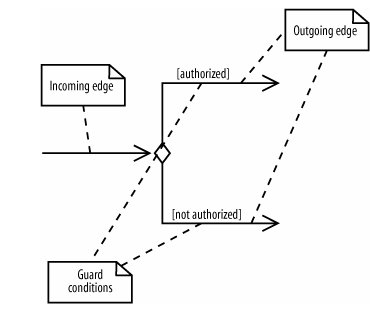 Outgoing edge
[authorized]
Incoming edge
[not authorized]
Guard
conditions